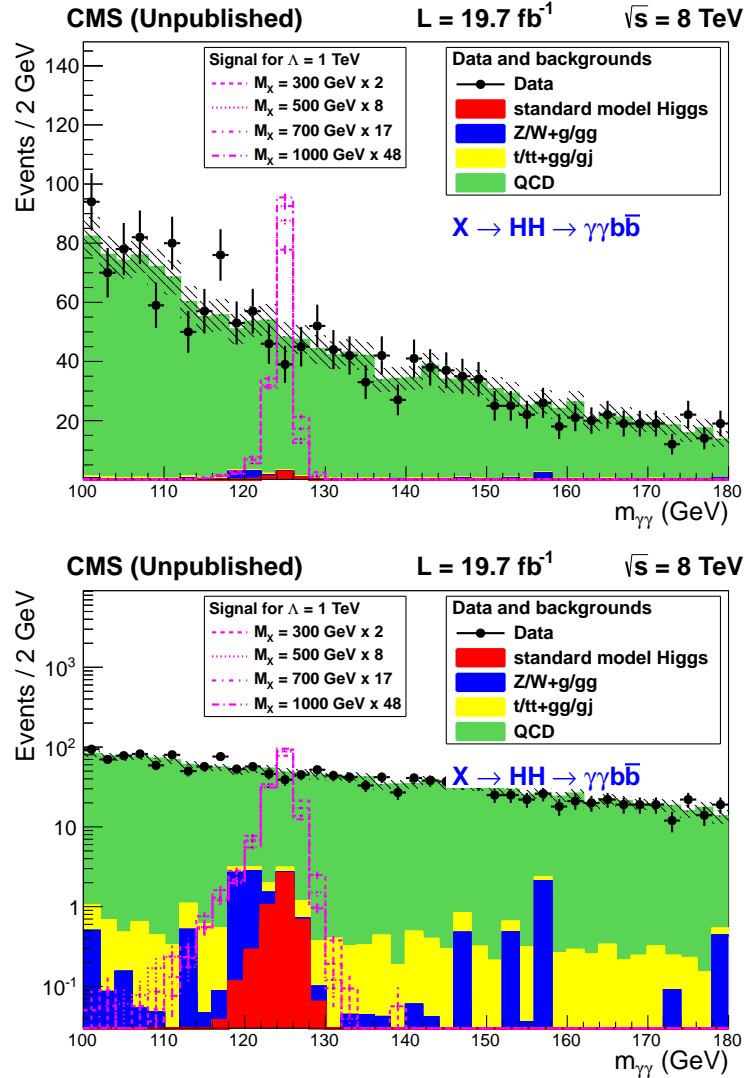 CMS (Unpublished) L = 19.7 fb⁻¹ √s = 8 TeV
Events / 2 GeV
140
120
100
80
60
40
20
Signal for Λ = 1 TeV
M_X = 300 GeV x 2
M_X = 500 GeV x 8
M_X = 700 GeV x 17
M_X = 1000 GeV x 48
Data and backgrounds
Data
standard model Higgs
Z/W+g/gg
t/tt+gg/gj
QCD
X → HH → γγbb̅
100 110 120 130 140 150 160 170 180
m_γγ (GeV)
CMS (Unpublished) L = 19.7 fb⁻¹ √s = 8 TeV
Events / 2 GeV
10³
10²
10
1
10⁻¹
Signal for Λ = 1 TeV
M_X = 300 GeV x 2
M_X = 500 GeV x 8
M_X = 700 GeV x 17
M_X = 1000 GeV x 48
Data and backgrounds
Data
standard model Higgs
Z/W+g/gg
t/tt+gg/gj
QCD
X → HH → γγbb̅
100 110 120 130 140 150 160 170 180
m_γγ (GeV)